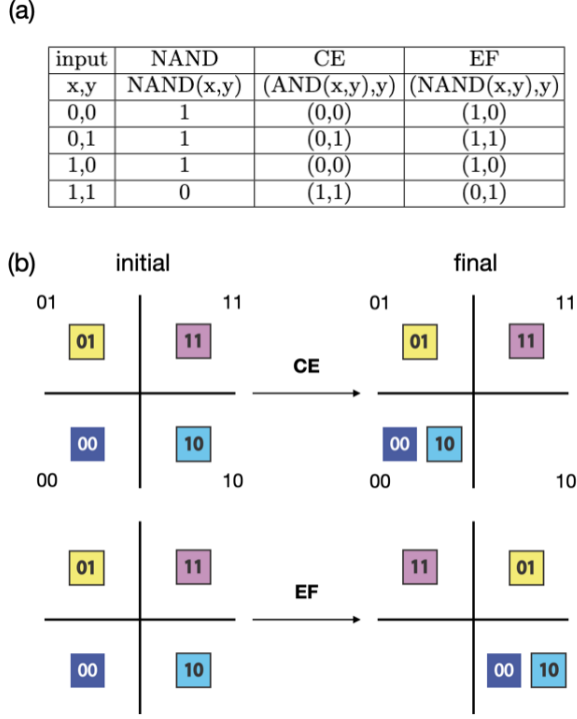 (a)
input NAND CE EF
x,y NAND(x,y) (AND(x,y),y) (NAND(x,y),y)
0,0 1 (0,0) (1,0)
0,1 1 (0,1) (1,1)
1,0 1 (0,0) (1,0)
1,1 0 (1,1) (0,1)
(b) initial final
01 11 01 11
01 11 01 11
CE
00 10 00 10
00 10 00 10
01 11 11 01
EF
00 10 00 10